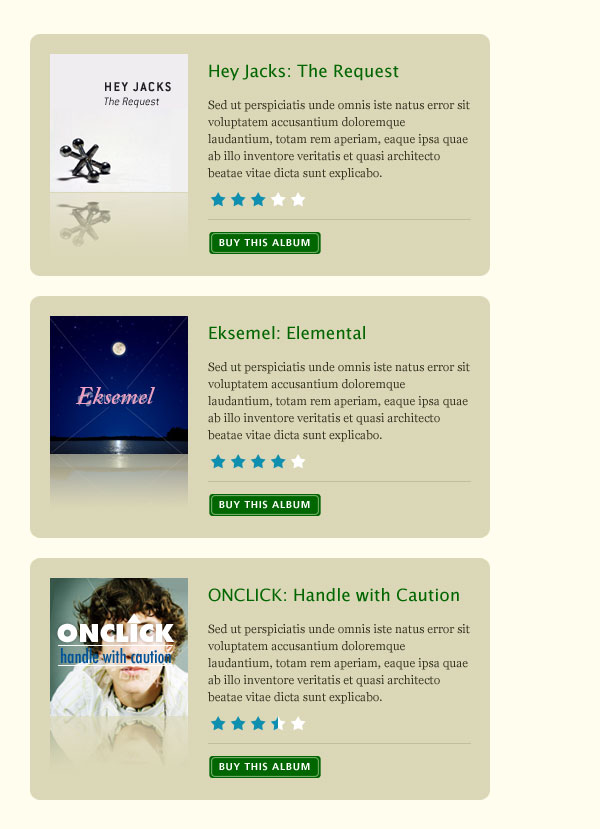 HEY JACKS
The Request
Hey Jacks: The Request
Sed ut perspiciatis unde omnis iste natus error sit
voluptatem accusantium doloremque
laudantium, totam rem aperiam, eaque ipsa quae
ab illo inventore veritatis et quasi architecto
beatae vitae dicta sunt explicabo.
BUY THIS ALBUM
Eksemel
Eksemel: Elemental
Sed ut perspiciatis unde omnis iste natus error sit
voluptatem accusantium doloremque
laudantium, totam rem aperiam, eaque ipsa quae
ab illo inventore veritatis et quasi architecto
beatae vitae dicta sunt explicabo.
BUY THIS ALBUM
ONCLICK
handle with caution
ONCLICK: Handle with Caution
Sed ut perspiciatis unde omnis iste natus error sit
voluptatem accusantium doloremque
laudantium, totam rem aperiam, eaque ipsa quae
ab illo inventore veritatis et quasi architecto
beatae vitae dicta sunt explicabo.
BUY THIS ALBUM